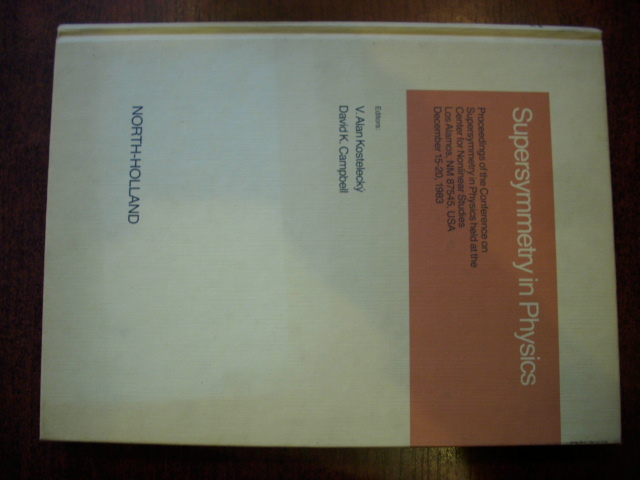 Supersymmetry in Physics
Proceedings of the Conference on
Supersymmetry in Physics held at the
Center for Nonlinear Studies
Los Alamos, NM 87545, USA
December 15-20, 1983
Editors:
V. Alan Kostelecký
David K. Campbell
NORTH-HOLLAND